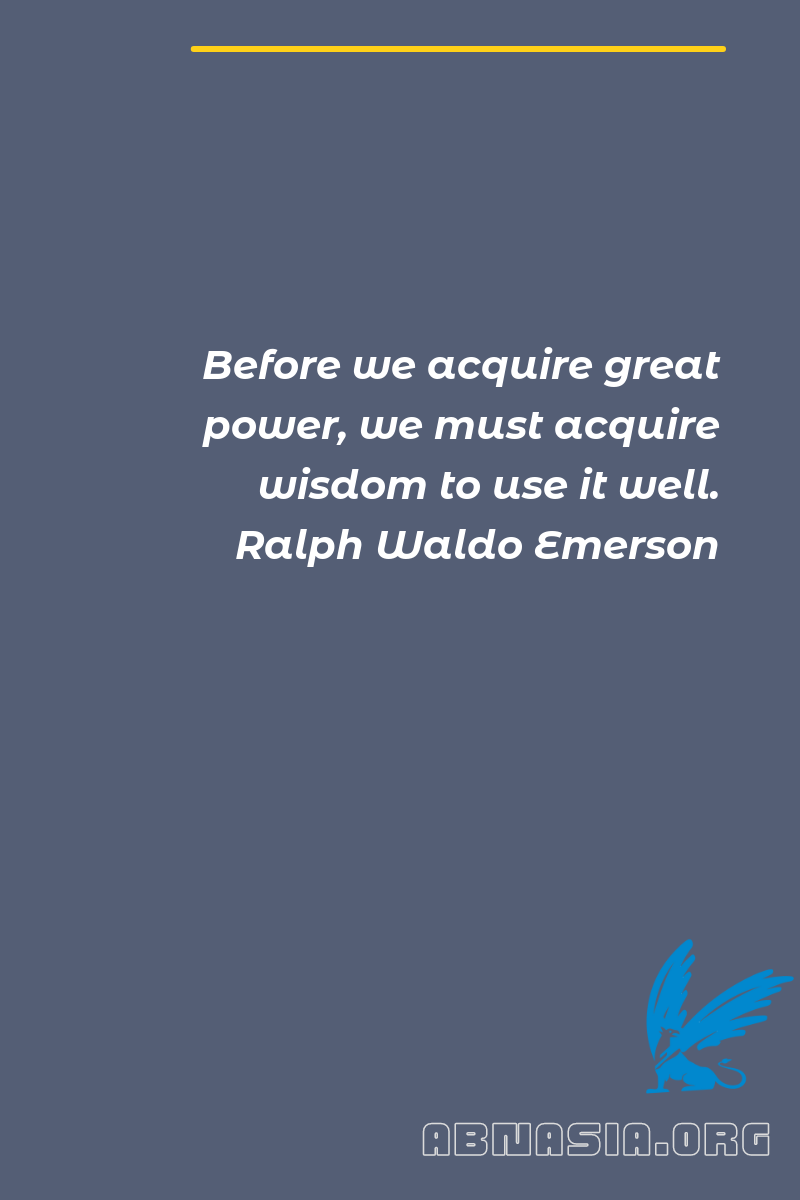 Before we acquire great
power, we must acquire
wisdom to use it well.
Ralph Waldo Emerson
ABNASIA.ORG